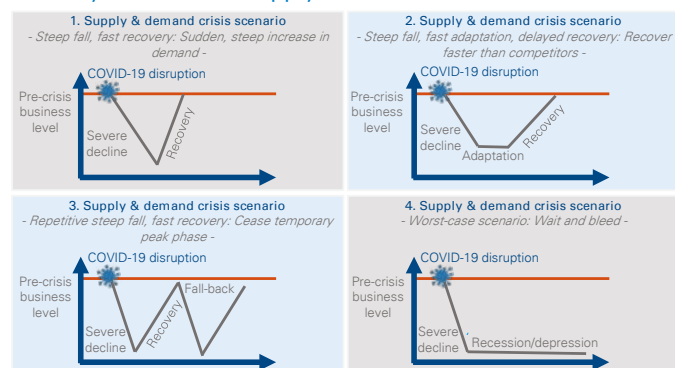 1. Supply & demand crisis scenario
- Steep fall, fast recovery: Sudden, steep increase in
demand -
COVID-19 disruption
Pre-crisis
business
level
Severe
decline
Recovery
2. Supply & demand crisis scenario
- Steep fall, fast adaptation, delayed recovery: Recover
faster than competitors -
COVID-19 disruption
Pre-crisis
business
level
Severe
decline
Adaptation
Recovery
3. Supply & demand crisis scenario
- Repetitive steep fall, fast recovery: Cease temporary
peak phase -
COVID-19 disruption
Pre-crisis
business
level
Severe
decline
Recovery
Fall-back
4. Supply & demand crisis scenario
- Worst-case scenario: Wait and bleed -
COVID-19 disruption
Pre-crisis
business
level
Severe
decline
Recession/depression